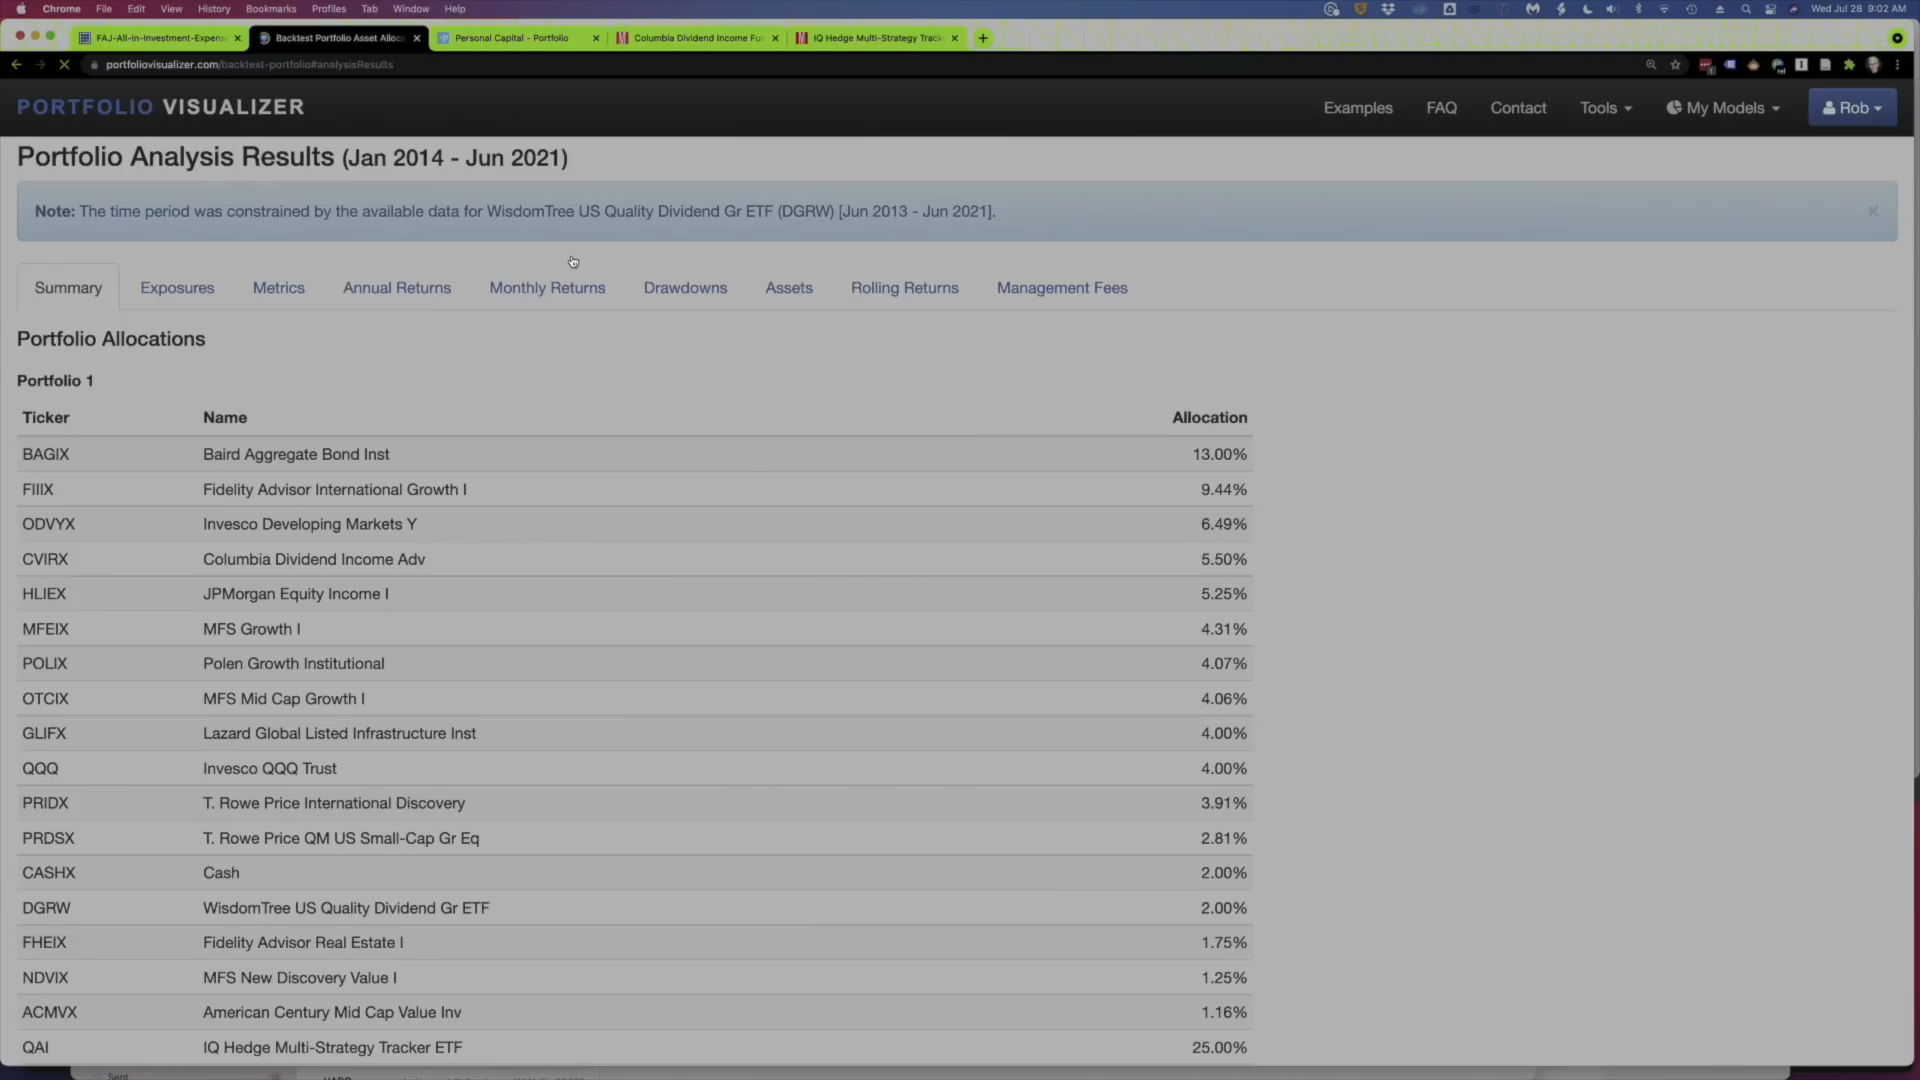 Chrome File Edit View History Bookmarks Profiles Tab Window Help Wed Jul 28 9:02 AM
FAJ-All-In-Investment-Expens Backtest Portfolio Asset Alloc Personal Capital - Portfolio Columbia Dividend Income Fu IQ Hedge Multi-Strategy Track
portfoliovisualizer.com/backtest-portfolio#analysisResults
PORTFOLIO VISUALIZER Examples FAQ Contact Tools My Models Rob
Portfolio Analysis Results (Jan 2014 - Jun 2021)
Note: The time period was constrained by the available data for WisdomTree US Quality Dividend Gr ETF (DGRW) [Jun 2013 - Jun 2021].
Summary Exposures Metrics Annual Returns Monthly Returns Drawdowns Assets Rolling Returns Management Fees
Portfolio Allocations
Portfolio 1
Ticker Name Allocation
BAGIX Baird Aggregate Bond Inst 13.00%
FIIIX Fidelity Advisor International Growth I 9.44%
ODVYX Invesco Developing Markets Y 6.49%
CVIRX Columbia Dividend Income Adv 5.50%
HLIEX JPMorgan Equity Income I 5.25%
MFEIX MFS Growth I 4.31%
POLIX Polen Growth Institutional 4.07%
OTCIX MFS Mid Cap Growth I 4.06%
GLIFX Lazard Global Listed Infrastructure Inst 4.00%
QQQ Invesco QQQ Trust 4.00%
PRIDX T. Rowe Price International Discovery 3.91%
PRDSX T. Rowe Price QM US Small-Cap Gr Eq 2.81%
CASHX Cash 2.00%
DGRW WisdomTree US Quality Dividend Gr ETF 2.00%
FHEIX Fidelity Advisor Real Estate I 1.75%
NDVIX MFS New Discovery Value I 1.25%
ACMVX American Century Mid Cap Value Inv 1.16%
QAI IQ Hedge Multi-Strategy Tracker ETF 25.00%
Sent